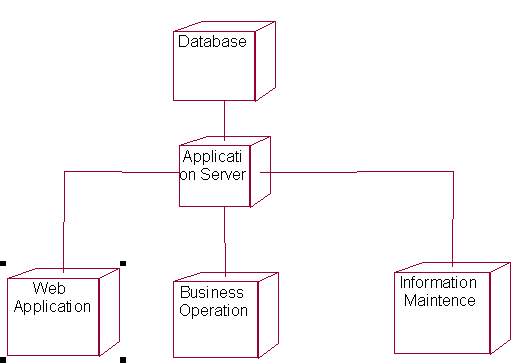 Database
Applicati
on Server
Web
Application
Business
Operation
Information
Maintence